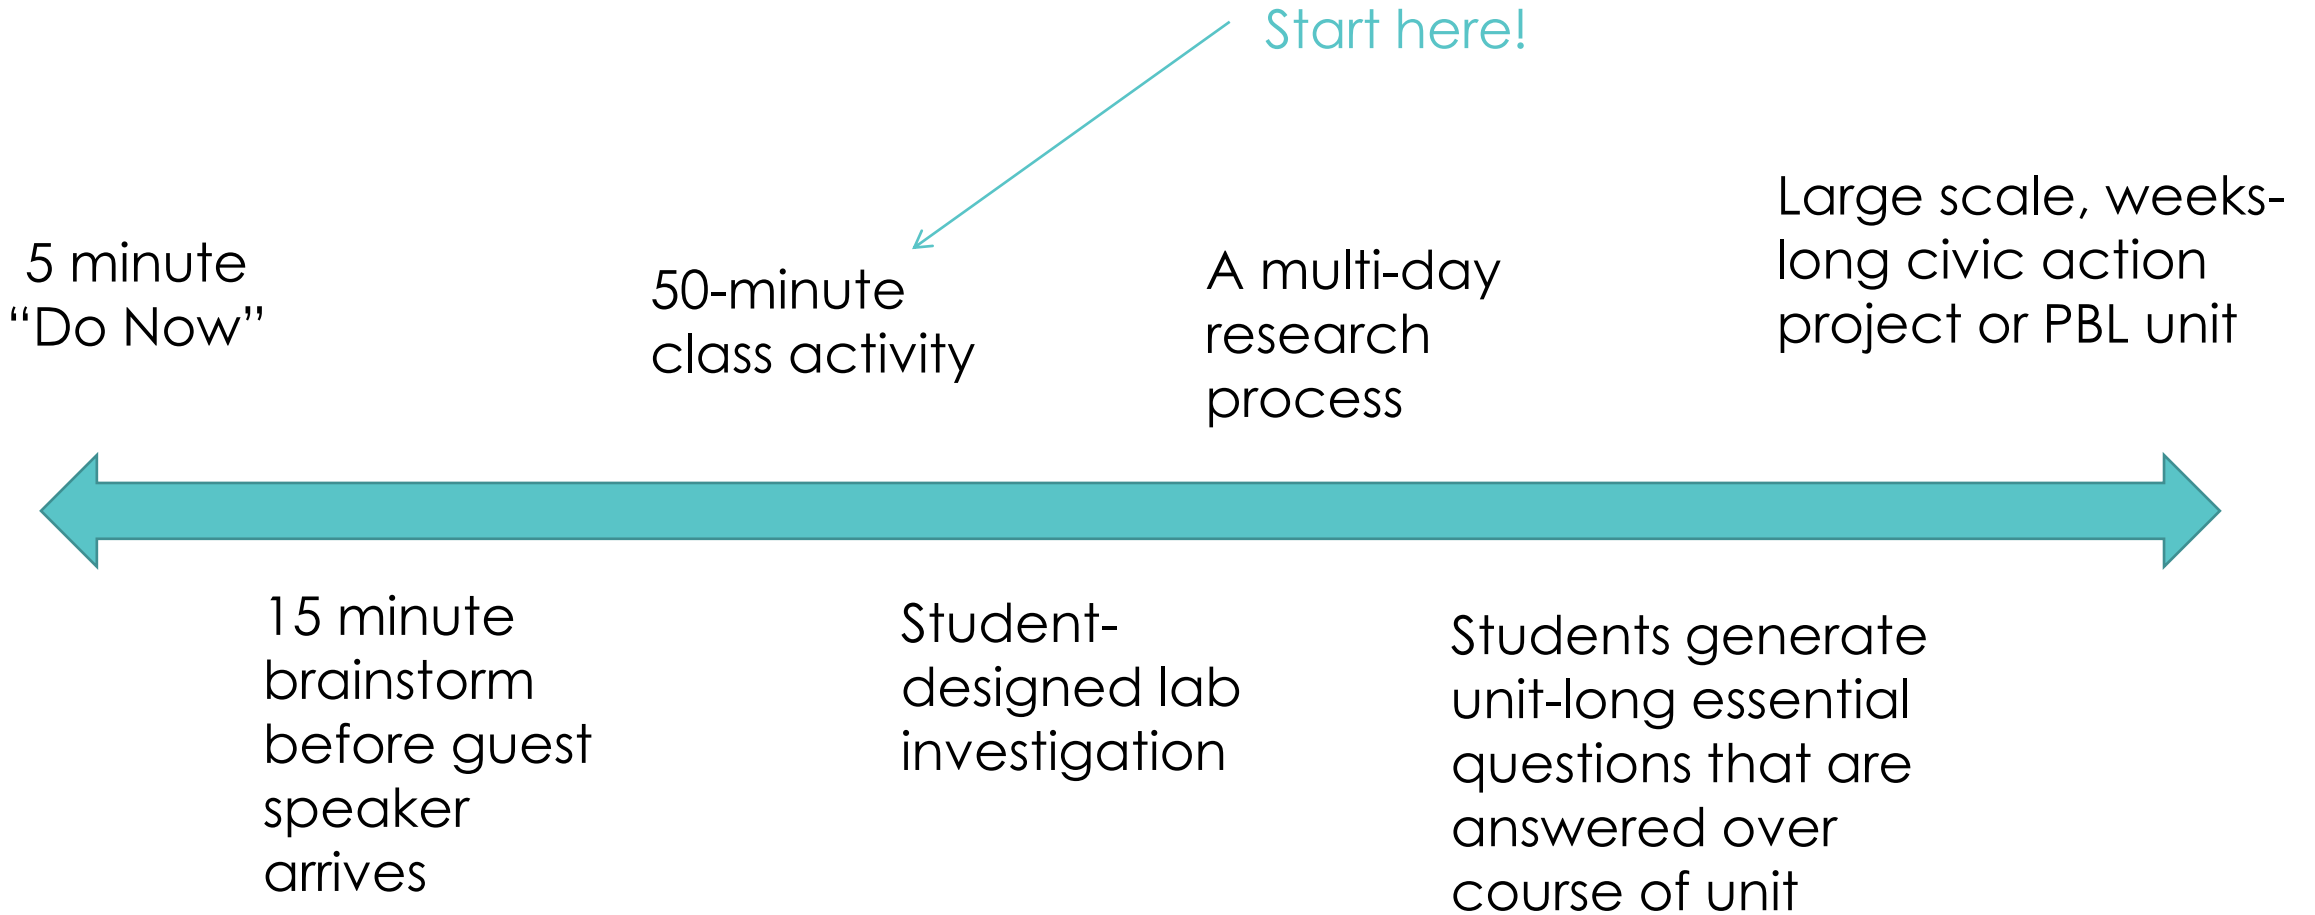 Start here!
5 minute
“Do Now”
50-minute
class activity
A multi-day
research
process
Large scale, weeks-
long civic action
project or PBL unit
15 minute
brainstorm
before guest
speaker
arrives
Student-
designed lab
investigation
Students generate
unit-long essential
questions that are
answered over
course of unit